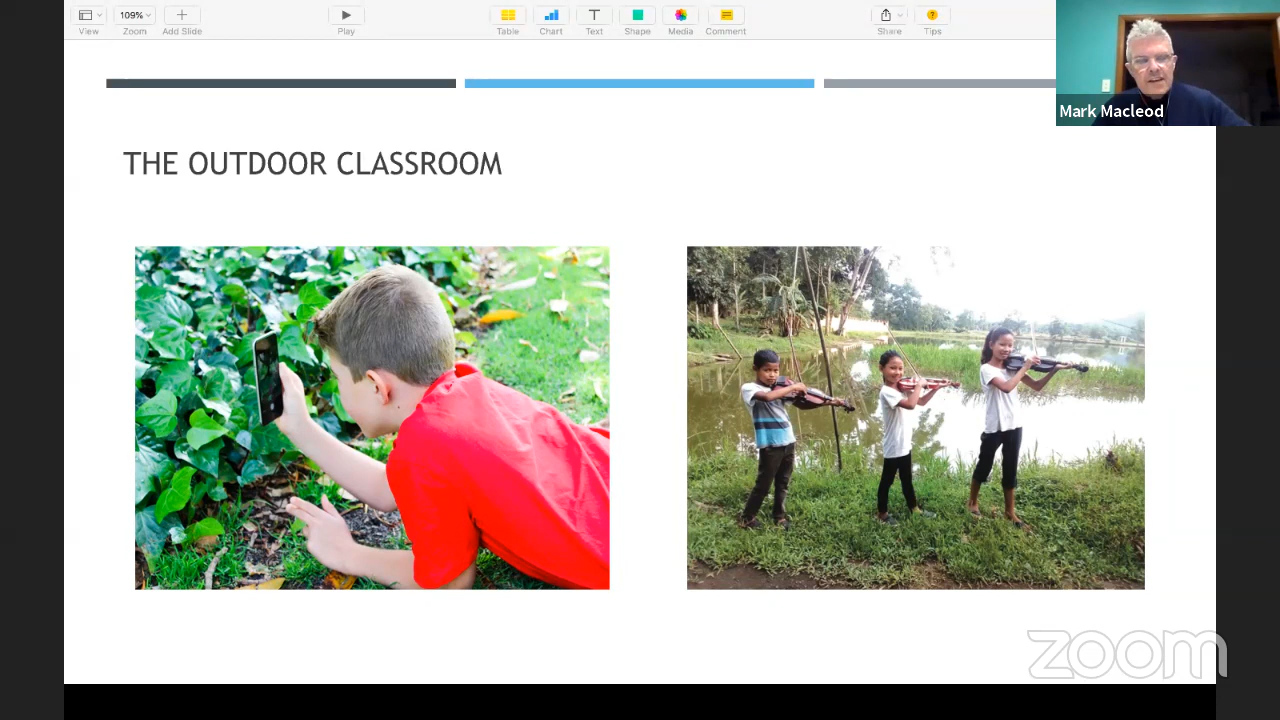 109%
View
Zoom
Add Slide
Play
Table
Chart
Text
Shape
Media
Comment
Share
Tips
Mark Macleod
THE OUTDOOR CLASSROOM
zoom